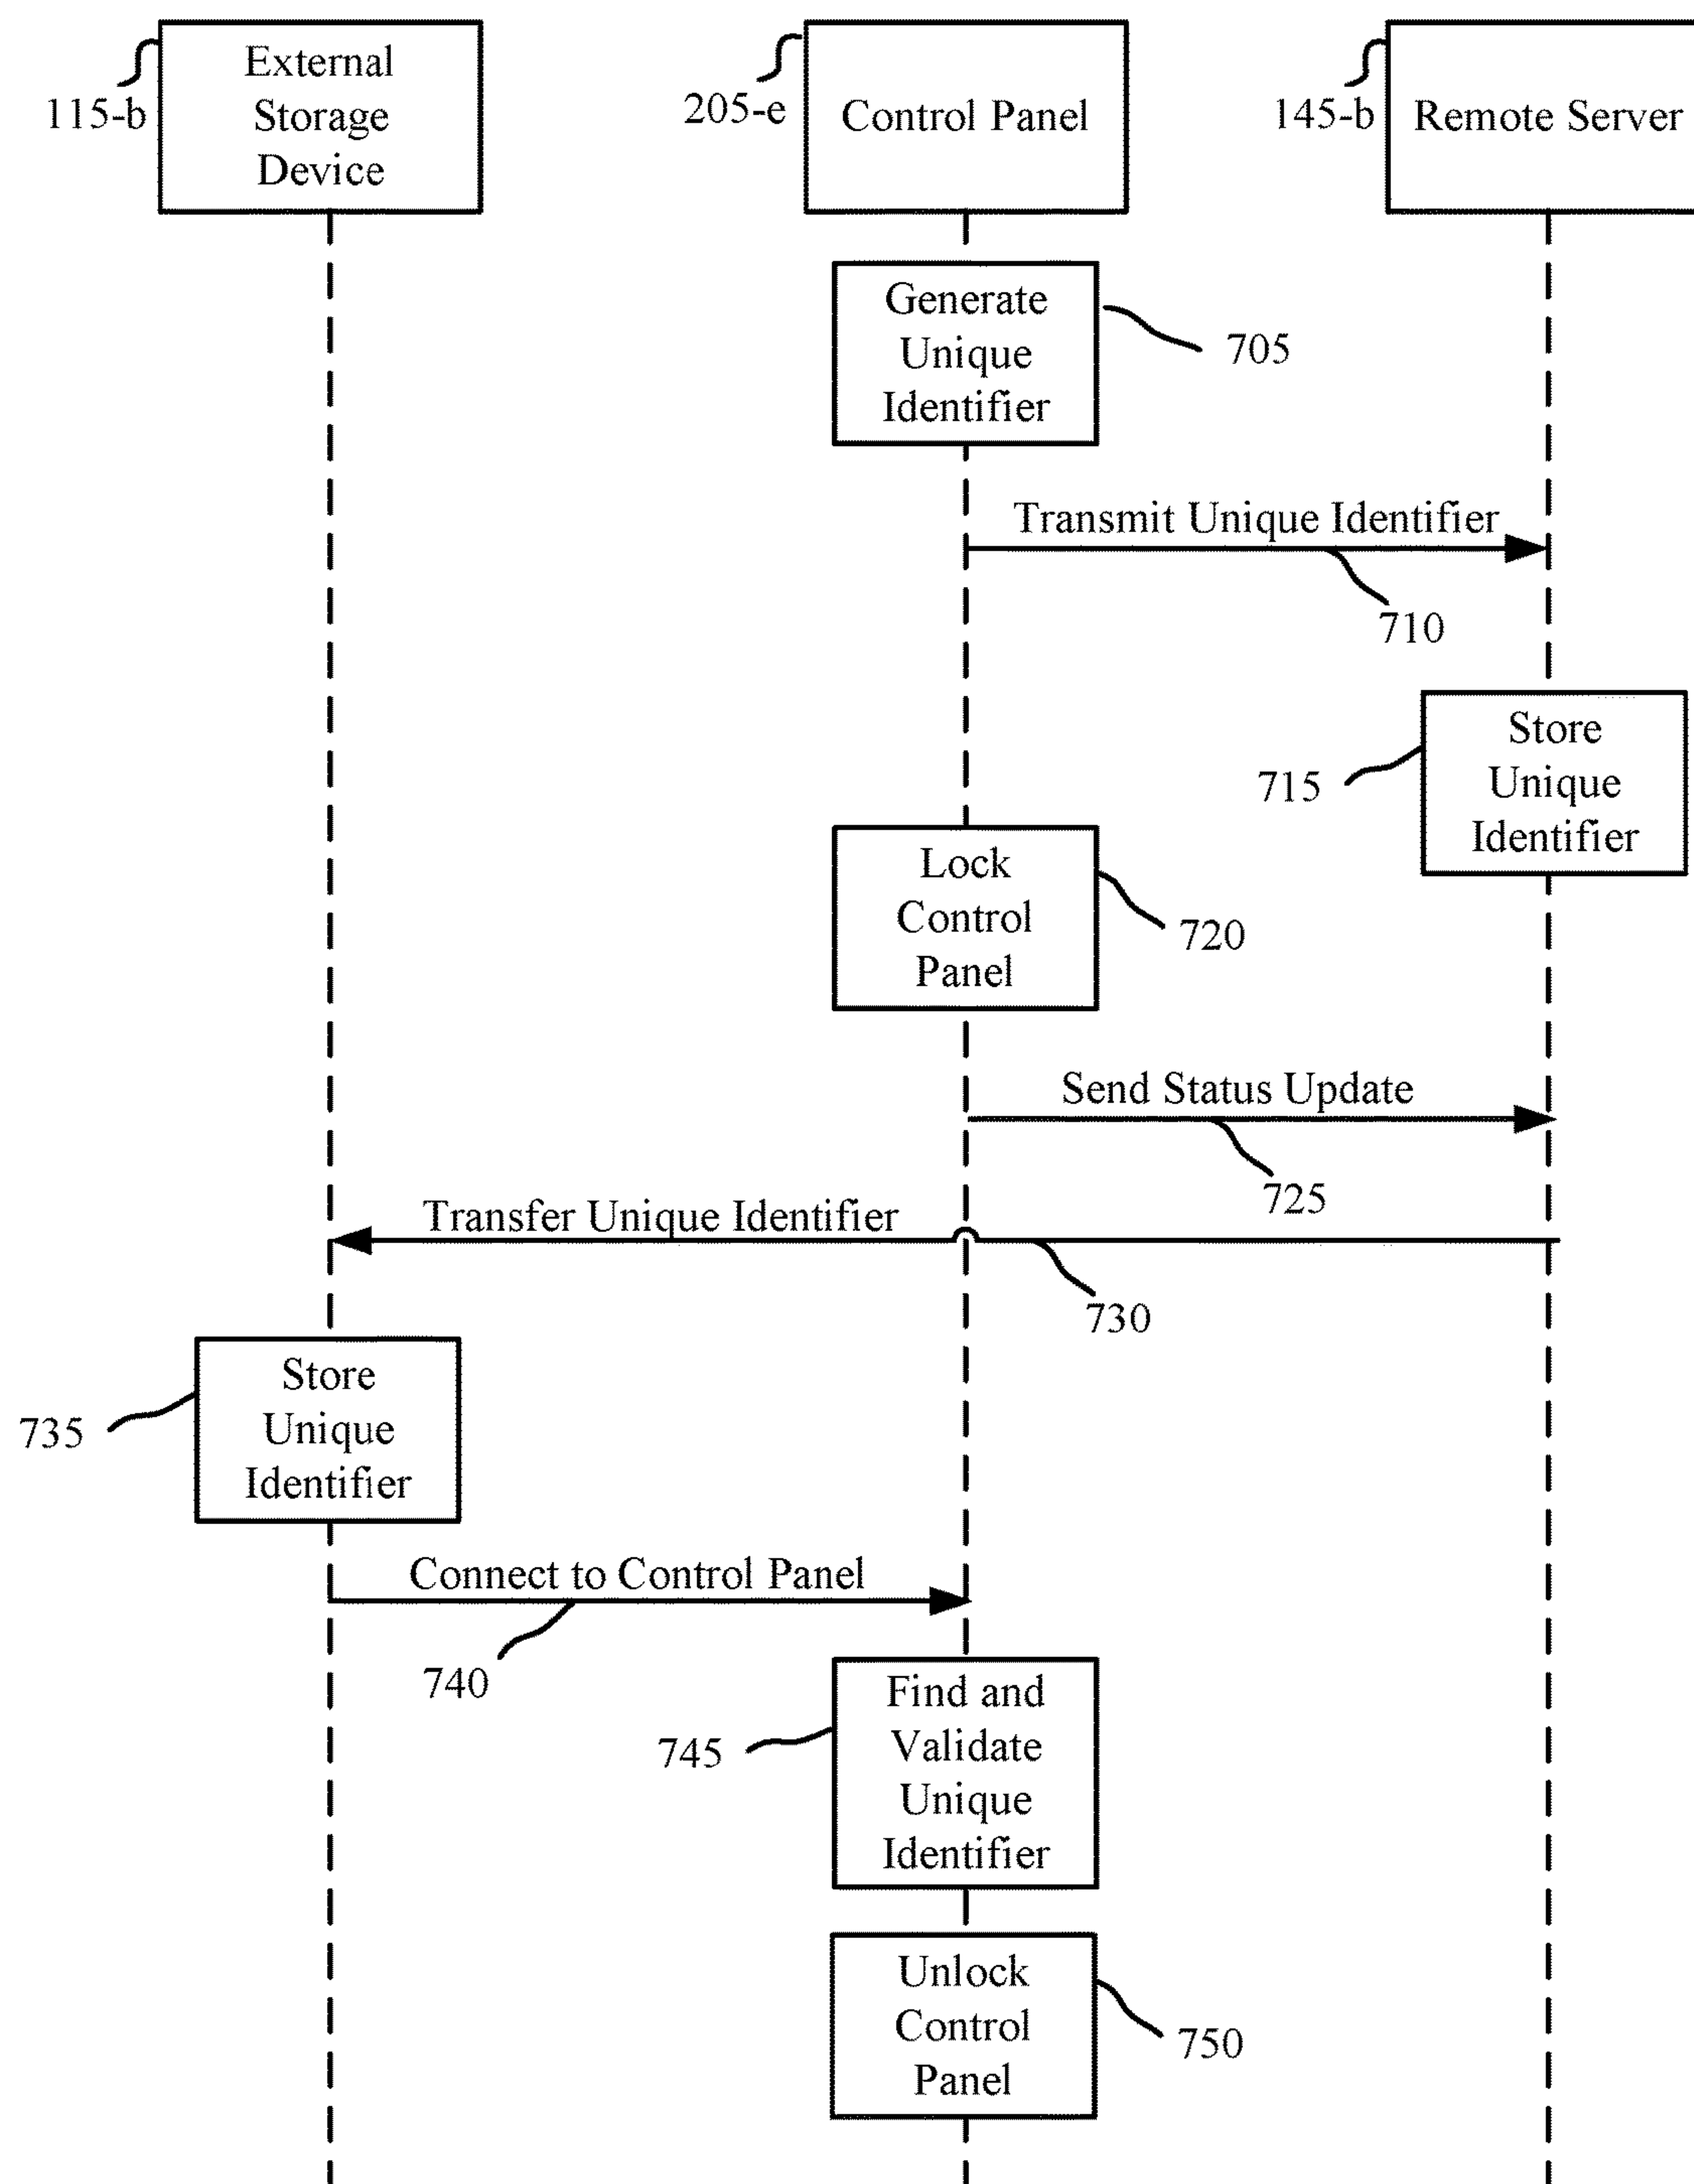 External
Storage
Device
115-b
Control Panel
205-e
Remote Server
145-b
Generate
Unique
Identifier
705
Transmit Unique Identifier
710
Store
Unique
Identifier
715
Lock
Control
Panel
720
Send Status Update
725
Transfer Unique Identifier
730
Store
Unique
Identifier
735
Connect to Control Panel
740
Find and
Validate
Unique
Identifier
745
Unlock
Control
Panel
750